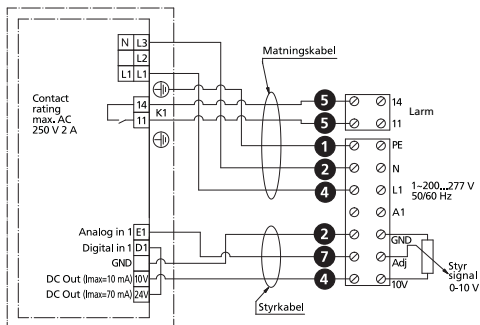 N L3
L2
L1 L1
Contact
rating
max. AC
250 V 2 A
14
11
K1
Analog in 1 E1
Digital in 1 D1
GND
DC Out (Imax=10 mA) 10V
DC Out (Imax=70 mA) 24V
Matningskabel
Styrkabel
5 14
5 11
Larm
1 PE
2 N
4 L1
1~200...277 V
50/60 Hz
A1
2 GND
7 Adj
4 10V
Styr
signal
0-10 V